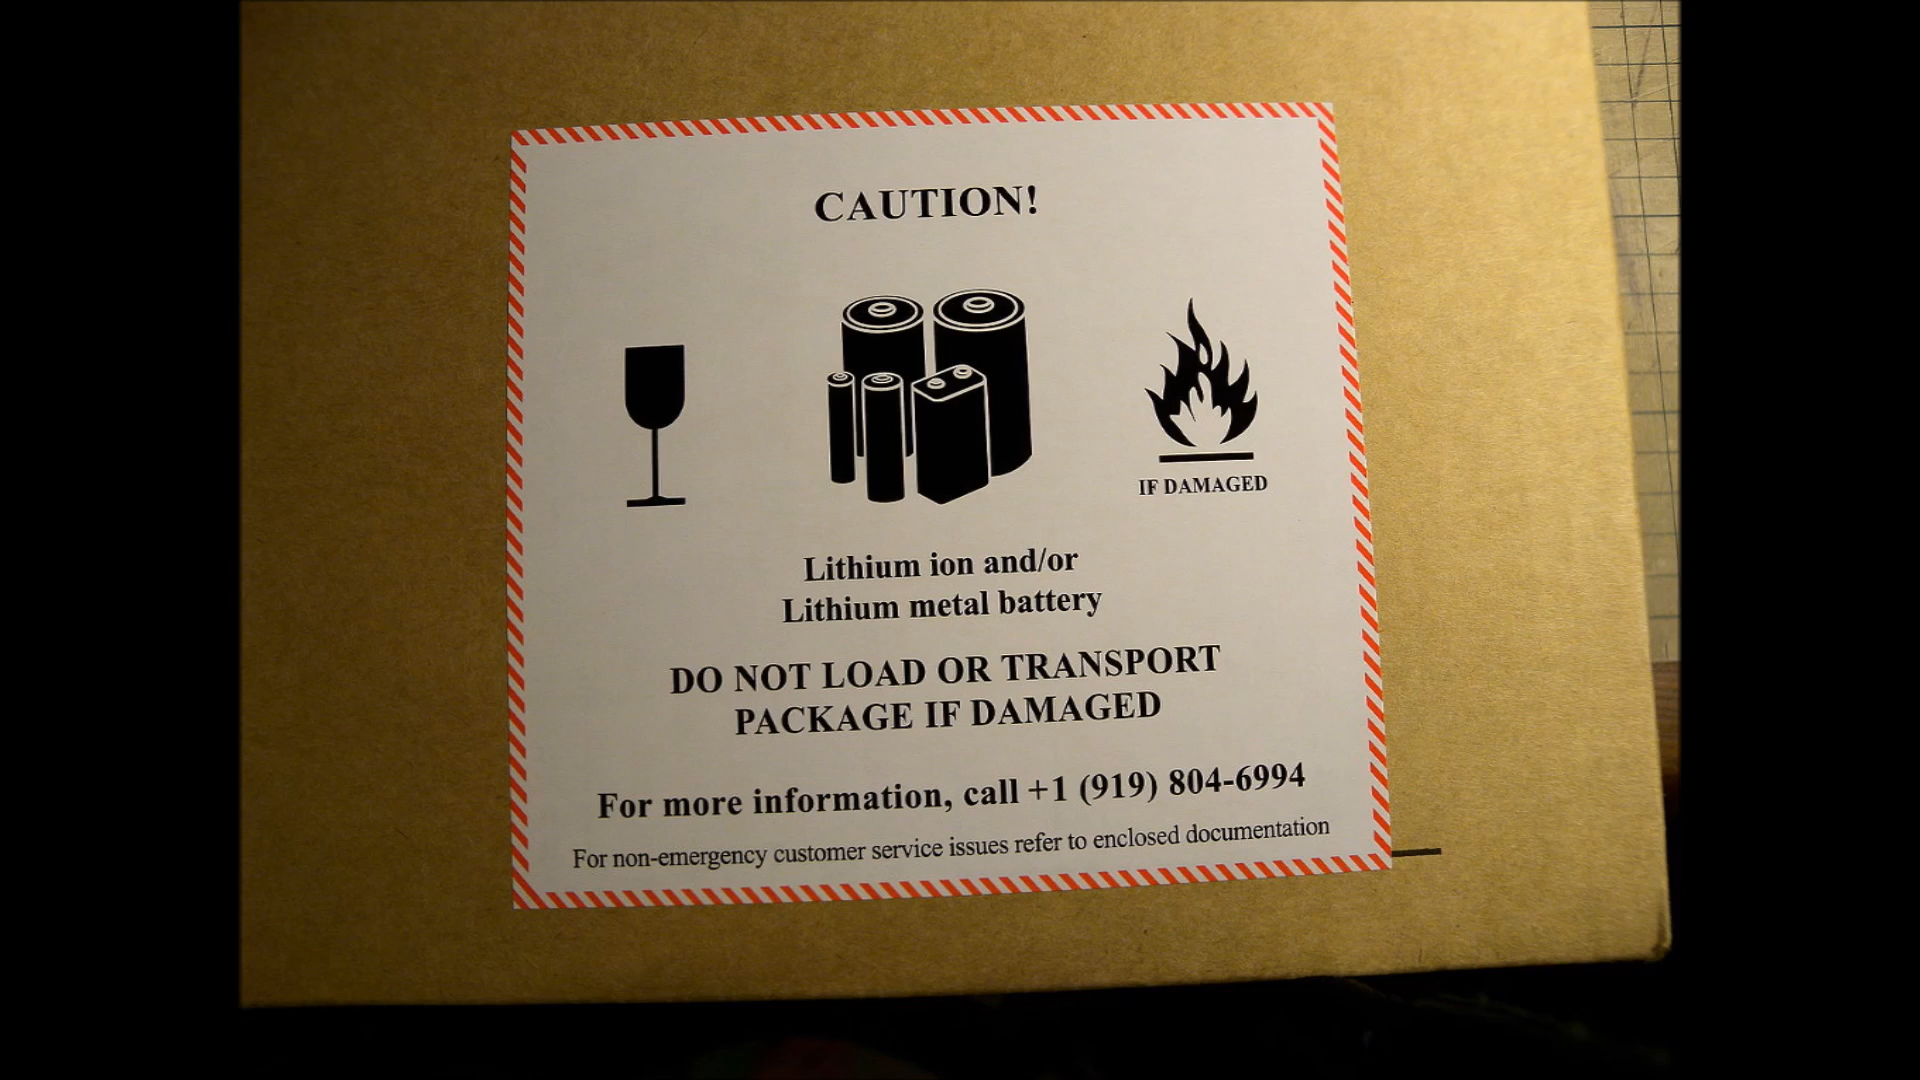 CAUTION!
IF DAMAGED
Lithium ion and/or
Lithium metal battery
DO NOT LOAD OR TRANSPORT
PACKAGE IF DAMAGED
For more information, call +1 (919) 804-6994
For non-emergency customer service issues refer to enclosed documentation